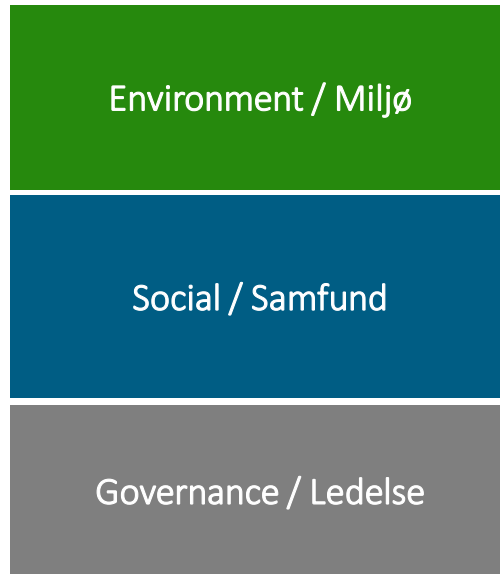 Environment / Miljø
Social / Samfund
Governance / Ledelse